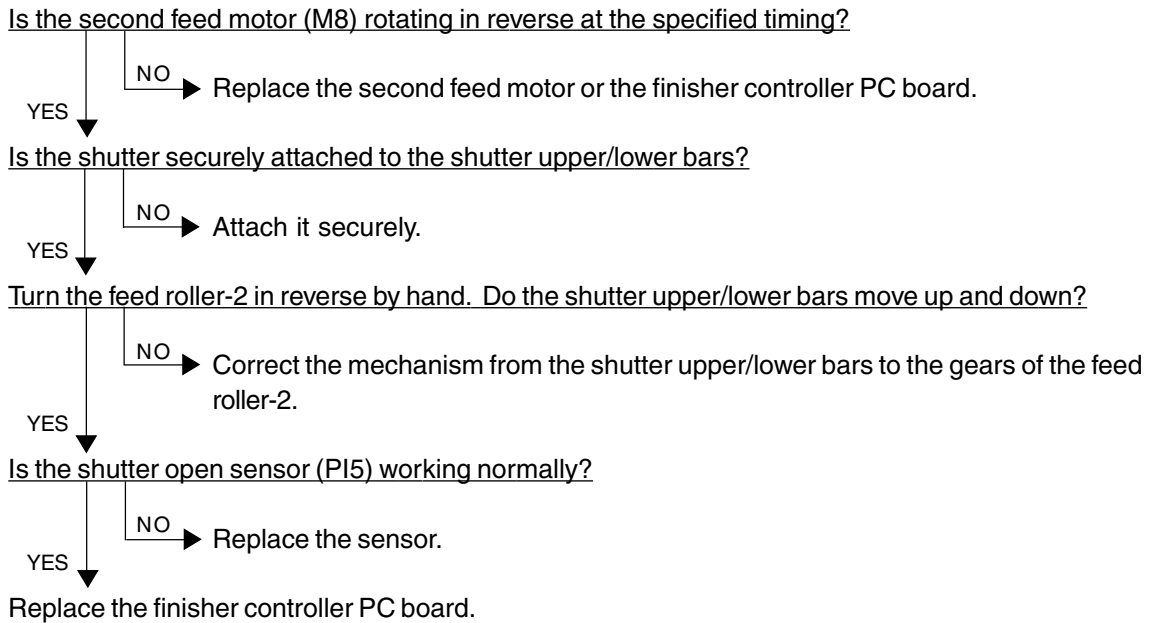 Is the second feed motor (M8) rotating in reverse at the specified timing?
NO
Replace the second feed motor or the finisher controller PC board.
YES
Is the shutter securely attached to the shutter upper/lower bars?
NO
Attach it securely.
YES
Turn the feed roller-2 in reverse by hand. Do the shutter upper/lower bars move up and down?
NO
Correct the mechanism from the shutter upper/lower bars to the gears of the feed
roller-2.
YES
Is the shutter open sensor (PI5) working normally?
NO
Replace the sensor.
YES
Replace the finisher controller PC board.